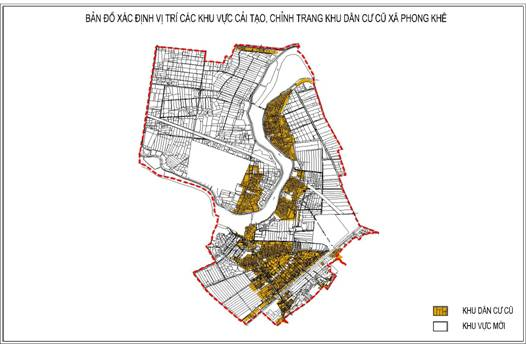 BẢN ĐỒ XÁC ĐỊNH VỊ TRÍ CÁC KHU VỰC CẢI TẠO, CHỈNH TRANG KHU DÂN CƯ CŨ XÃ PHONG KHÊ
KHU DÂN CƯ CŨ
KHU VỰC MỚI